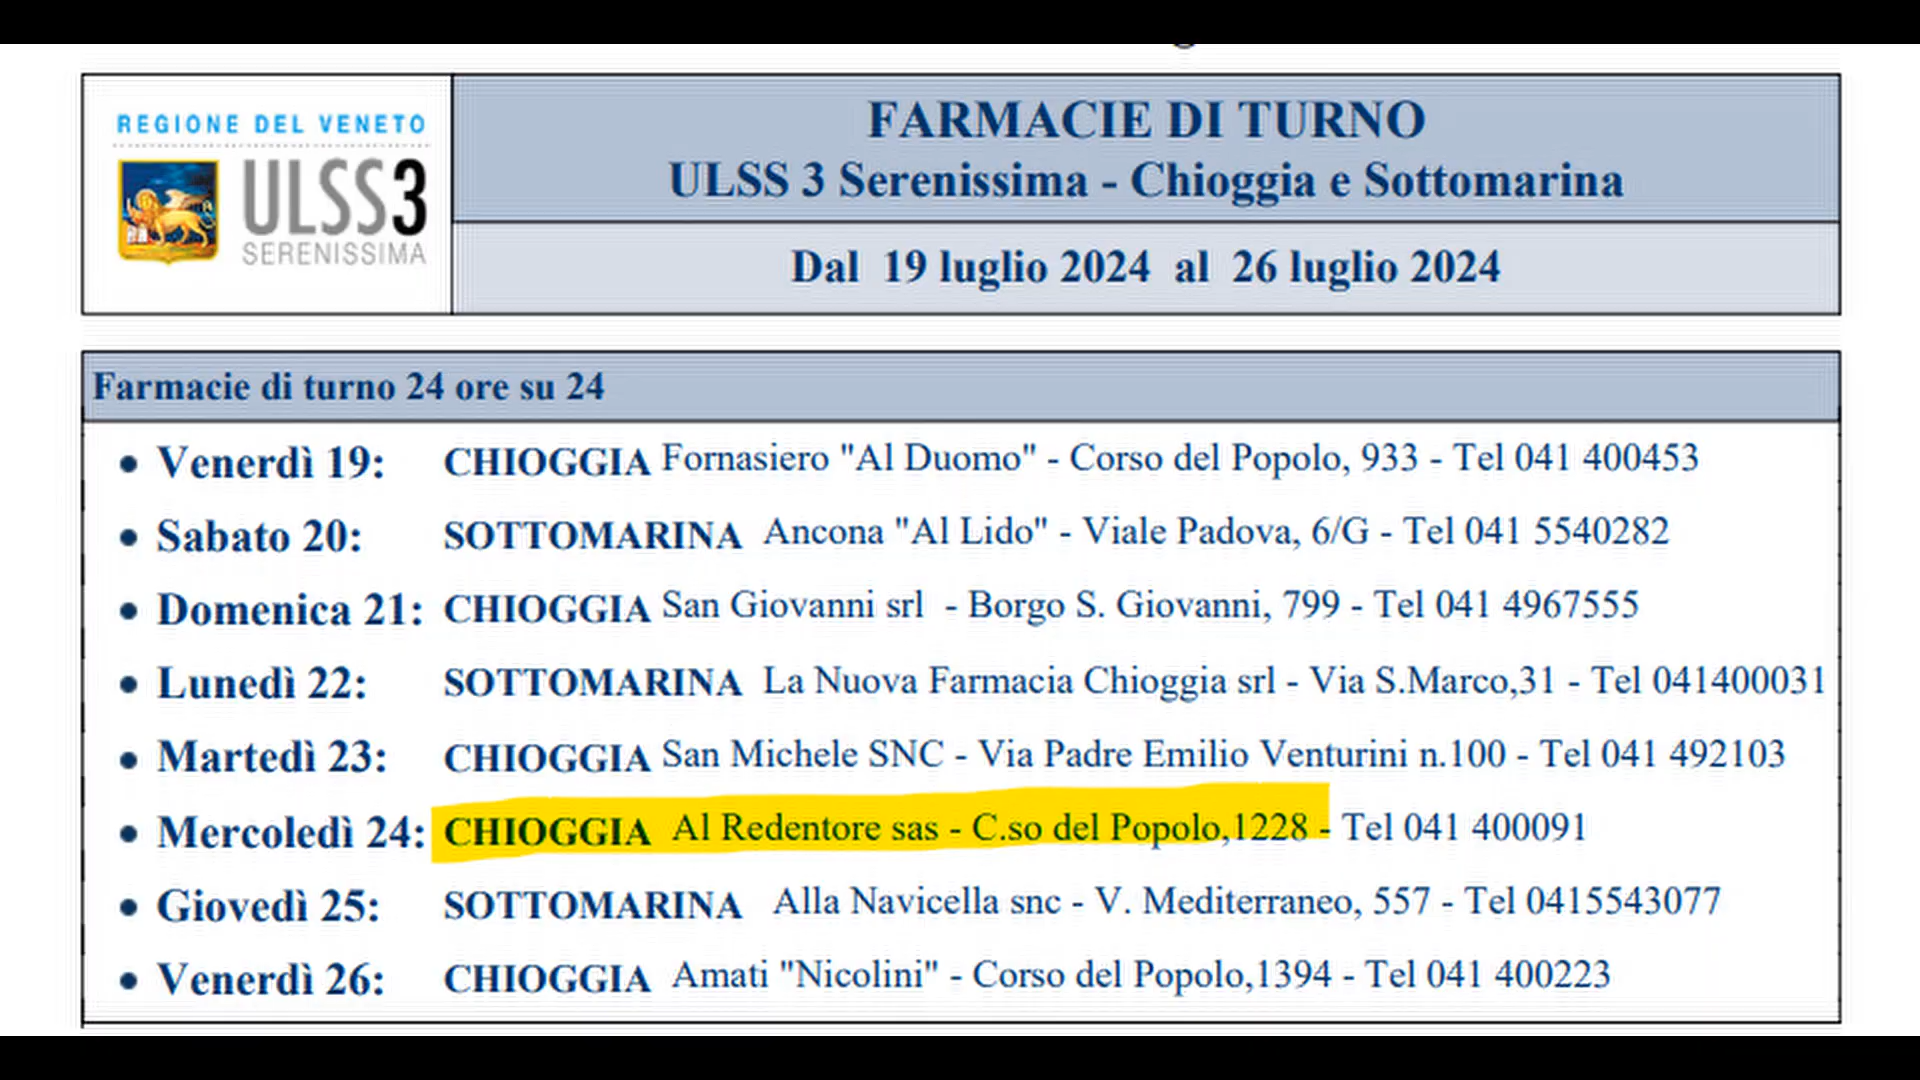 REGIONE DEL VENETO
ULSS3
SERENISSIMA
FARMACIE DI TURNO
ULSS 3 Serenissima - Chioggia e Sottomarina
Dal 19 luglio 2024 al 26 luglio 2024
Farmacie di turno 24 ore su 24
• Venerdì 19: CHIOGGIA Fornasiero "Al Duomo" - Corso del Popolo, 933 - Tel 041 400453
• Sabato 20: SOTTOMARINA Ancona "Al Lido" - Viale Padova, 6/G - Tel 041 5540282
• Domenica 21: CHIOGGIA San Giovanni srl - Borgo S. Giovanni, 799 - Tel 041 4967555
• Lunedì 22: SOTTOMARINA La Nuova Farmacia Chioggia srl - Via S.Marco,31 - Tel 041400031
• Martedì 23: CHIOGGIA San Michele SNC - Via Padre Emilio Venturini n.100 - Tel 041 492103
• Mercoledì 24: CHIOGGIA Al Redentore sas - C.so del Popolo,1228 - Tel 041 400091
• Giovedì 25: SOTTOMARINA Alla Navicella snc - V. Mediterraneo, 557 - Tel 0415543077
• Venerdì 26: CHIOGGIA Amati "Nicolini" - Corso del Popolo,1394 - Tel 041 400223